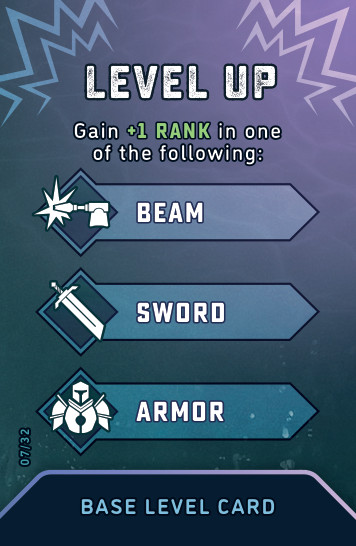 LEVEL UP
Gain +1 RANK in one
of the following:
BEAM
SWORD
ARMOR
07/32
BASE LEVEL CARD